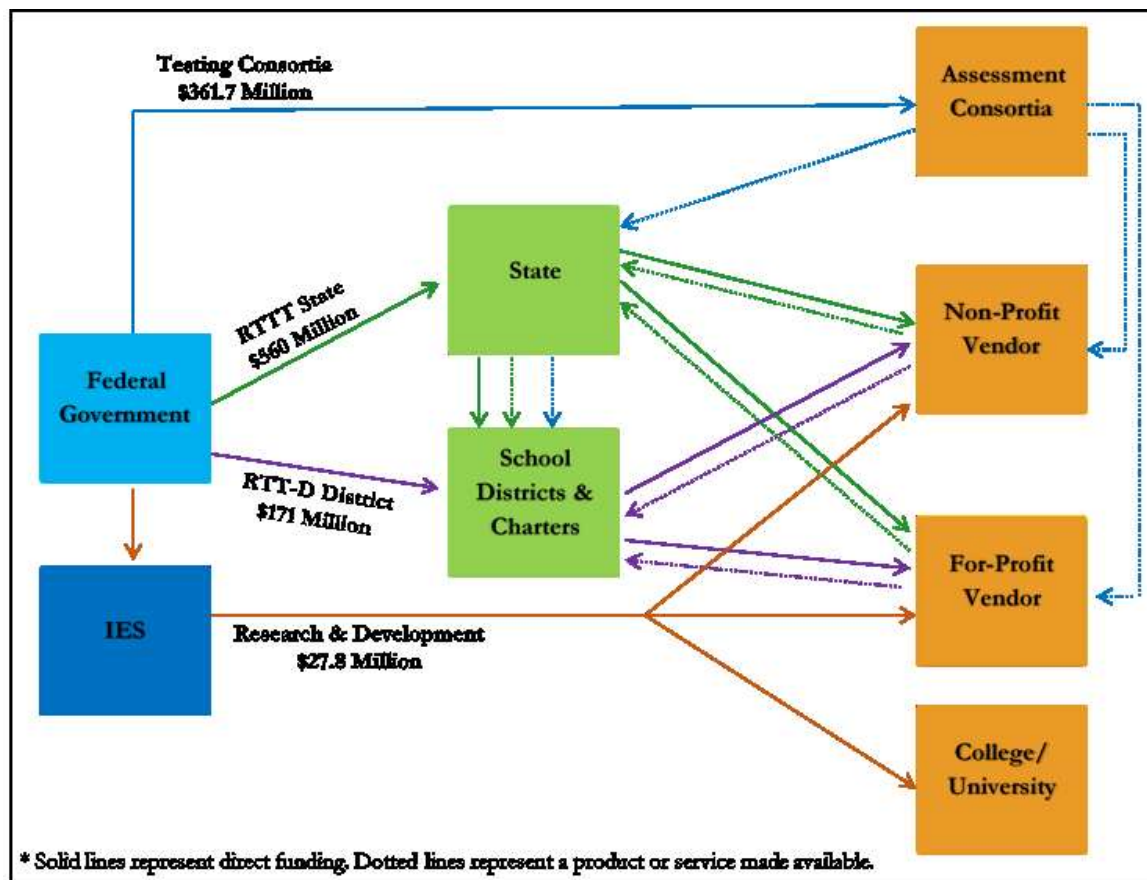 Testing Consortia
$361.7 Million
Assessment
Consortia
State
RTTT State
$560 Million
Non-Profit
Vendor
Federal
Government
School
Districts &
Charters
RTT-D District
$171 Million
For-Profit
Vendor
IES
Research & Development
$27.8 Million
College/
University
* Solid lines represent direct funding. Dotted lines represent a product or service made available.